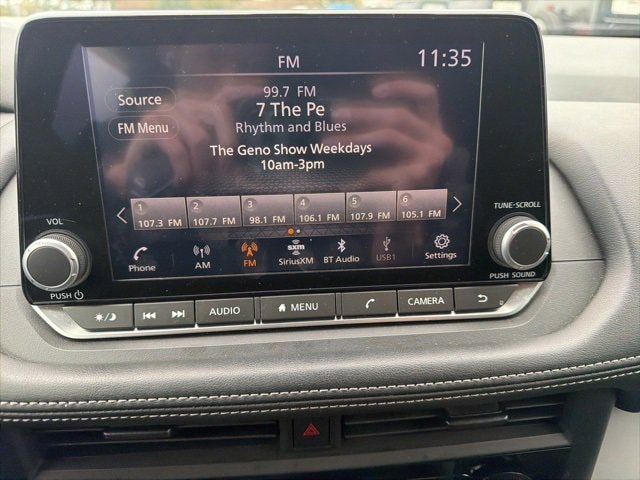 FM
11:35
Source
99.7 FM
7 The Pe
FM Menu
Rhythm and Blues
The Geno Show Weekdays
10am-3pm
1 2 3 4 5 6
107.3 FM 107.7 FM 98.1 FM 106.1 FM 107.9 FM 105.1 FM
VOL
TUNE-SCROLL
Phone AM FM SiriusXM BT Audio USB1 Settings
sxm
PUSH
PUSH SOUND
AUDIO MENU CAMERA